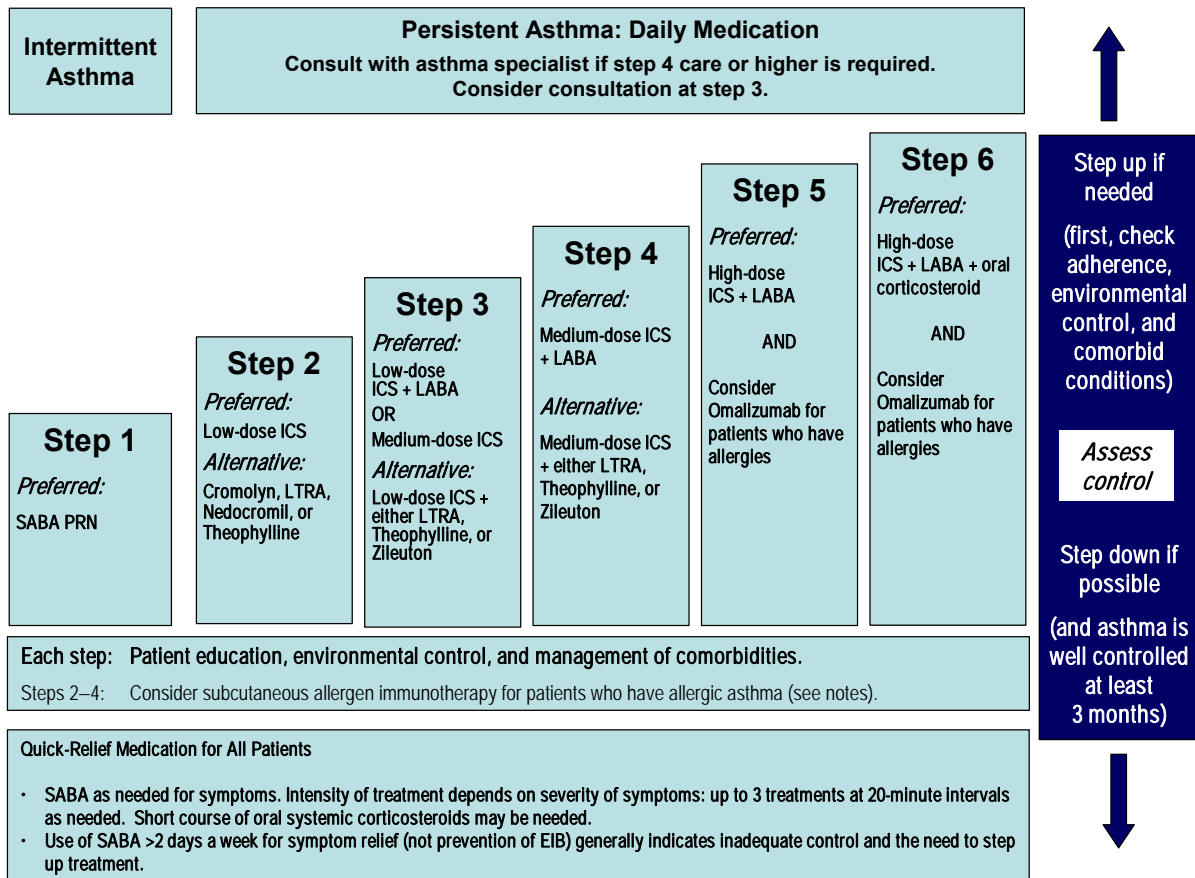 Intermittent
Asthma
Persistent Asthma: Daily Medication
Consult with asthma specialist if step 4 care or higher is required.
Consider consultation at step 3.
Step 1
Preferred:
SABA PRN
Step 2
Preferred:
Low-dose ICS
Alternative:
Cromolyn, LTRA,
Nedocromil, or
Theophylline
Step 3
Preferred:
Low-dose
ICS + LABA
OR
Medium-dose ICS
Alternative:
Low-dose ICS +
either LTRA,
Theophylline, or
Zileuton
Step 4
Preferred:
Medium-dose ICS
+ LABA
Alternative:
Medium-dose ICS
+ either LTRA,
Theophylline, or
Zileuton
Step 5
Preferred:
High-dose
ICS + LABA
AND
Consider
Omalizumab for
patients who have
allergies
Step 6
Preferred:
High-dose
ICS + LABA + oral
corticosteroid
AND
Consider
Omalizumab for
patients who have
allergies
Step up if
needed
(first, check
adherence,
environmental
control, and
comorbid
conditions)
Assess
control
Step down if
possible
(and asthma is
well controlled
at least
3 months)
Each step: Patient education, environmental control, and management of comorbidities.
Steps 2–4: Consider subcutaneous allergen immunotherapy for patients who have allergic asthma (see notes).
Quick-Relief Medication for All Patients
• SABA as needed for symptoms. Intensity of treatment depends on severity of symptoms: up to 3 treatments at 20-minute intervals
as needed. Short course of oral systemic corticosteroids may be needed.
• Use of SABA >2 days a week for symptom relief (not prevention of EIB) generally indicates inadequate control and the need to step
up treatment.